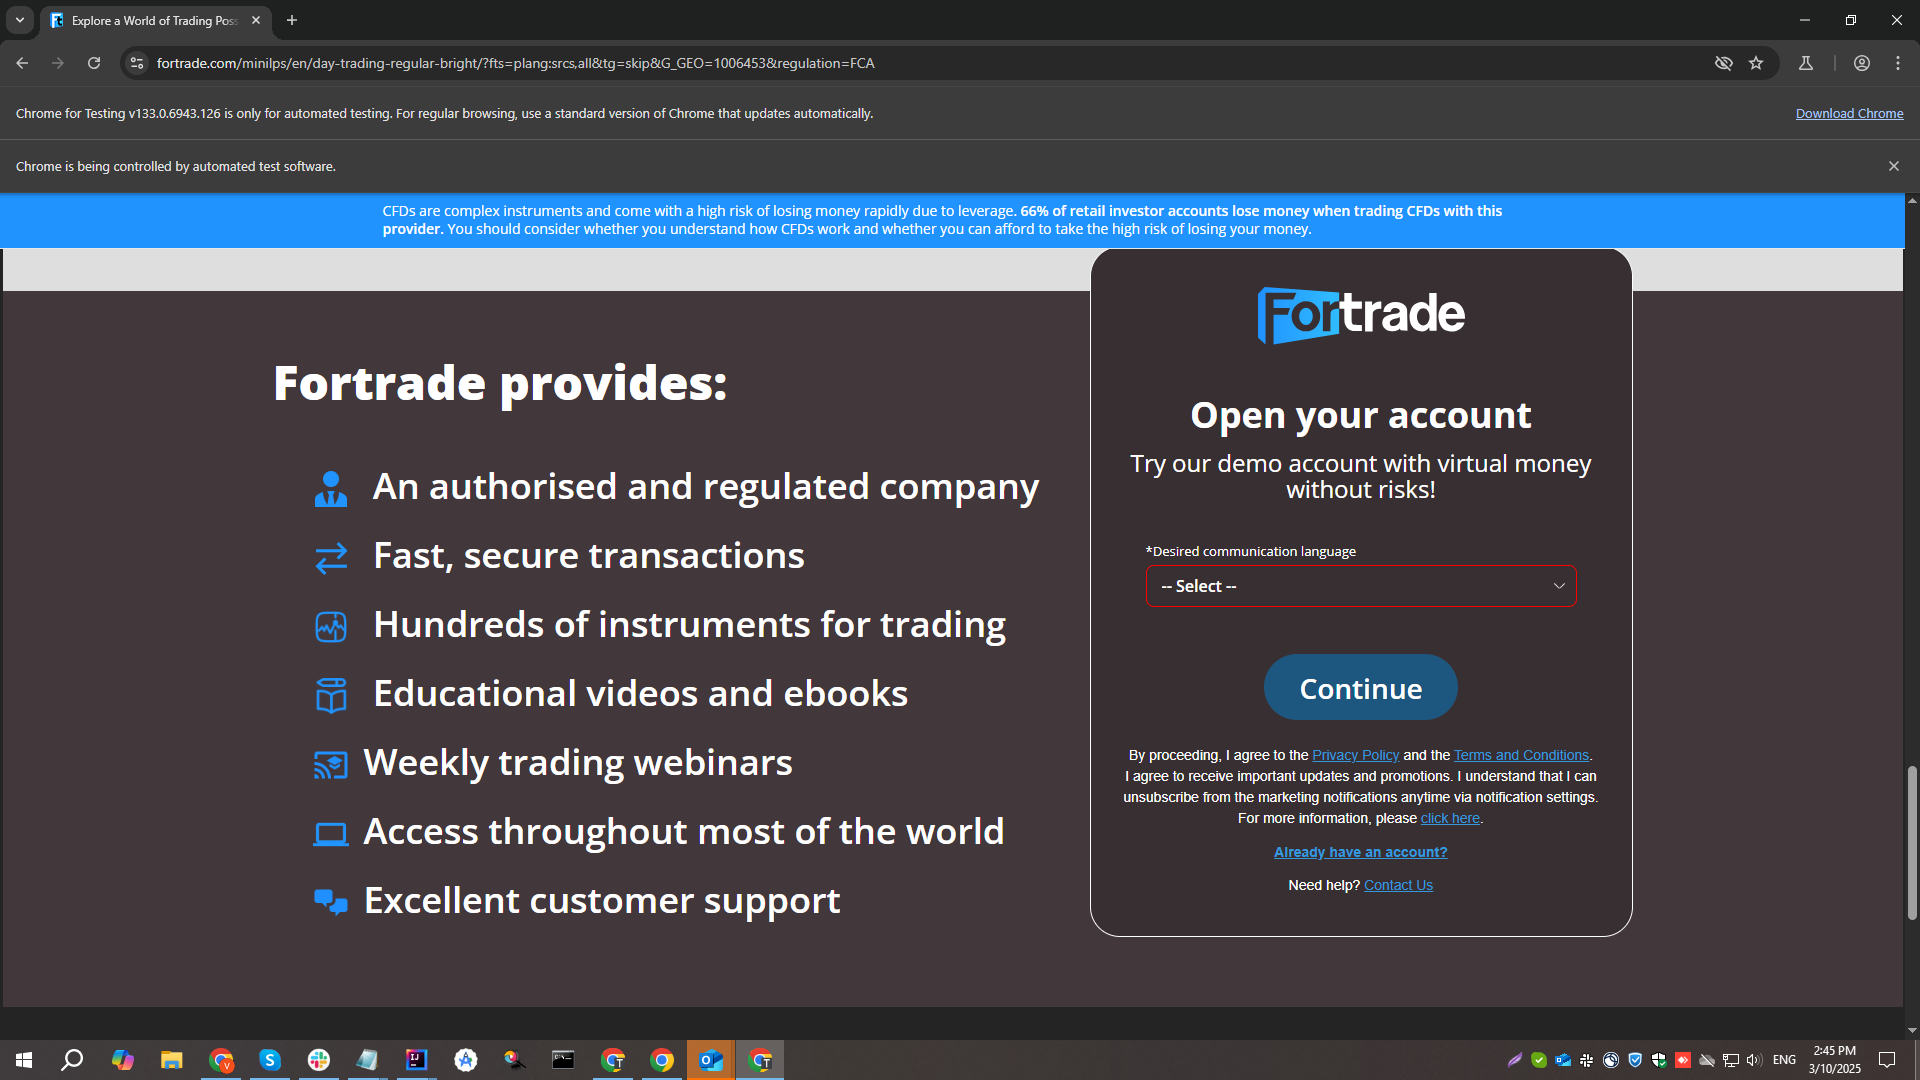 Explore a World of Trading Pos
fortrade.com/minilps/en/day-trading-regular-bright/?fts=plang:srcs,all&tg=skip&G_GEO=1006453&regulation=FCA
Chrome for Testing v133.0.6943.126 is only for automated testing. For regular browsing, use a standard version of Chrome that updates automatically.
Download Chrome
Chrome is being controlled by automated test software.
CFDs are complex instruments and come with a high risk of losing money rapidly due to leverage. 66% of retail investor accounts lose money when trading CFDs with this
provider. You should consider whether you understand how CFDs work and whether you can afford to take the high risk of losing your money.
Fortrade provides:
An authorised and regulated company
Fast, secure transactions
Hundreds of instruments for trading
Educational videos and ebooks
Weekly trading webinars
Access throughout most of the world
Excellent customer support
Fortrade
Open your account
Try our demo account with virtual money
without risks!
*Desired communication language
-- Select --
Continue
By proceeding, I agree to the Privacy Policy and the Terms and Conditions.
I agree to receive important updates and promotions. I understand that I can
unsubscribe from the marketing notifications anytime via notification settings.
For more information, please click here.
Already have an account?
Need help? Contact Us
ENG
2:45 PM
3/10/2025